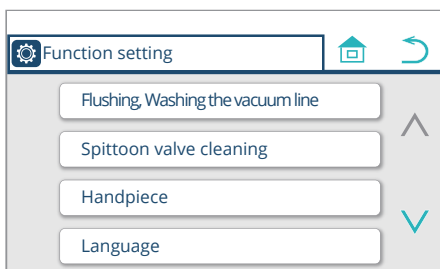 Function setting
Flushing, Washing the vacuum line
Spittoon valve cleaning
Handpiece
Language